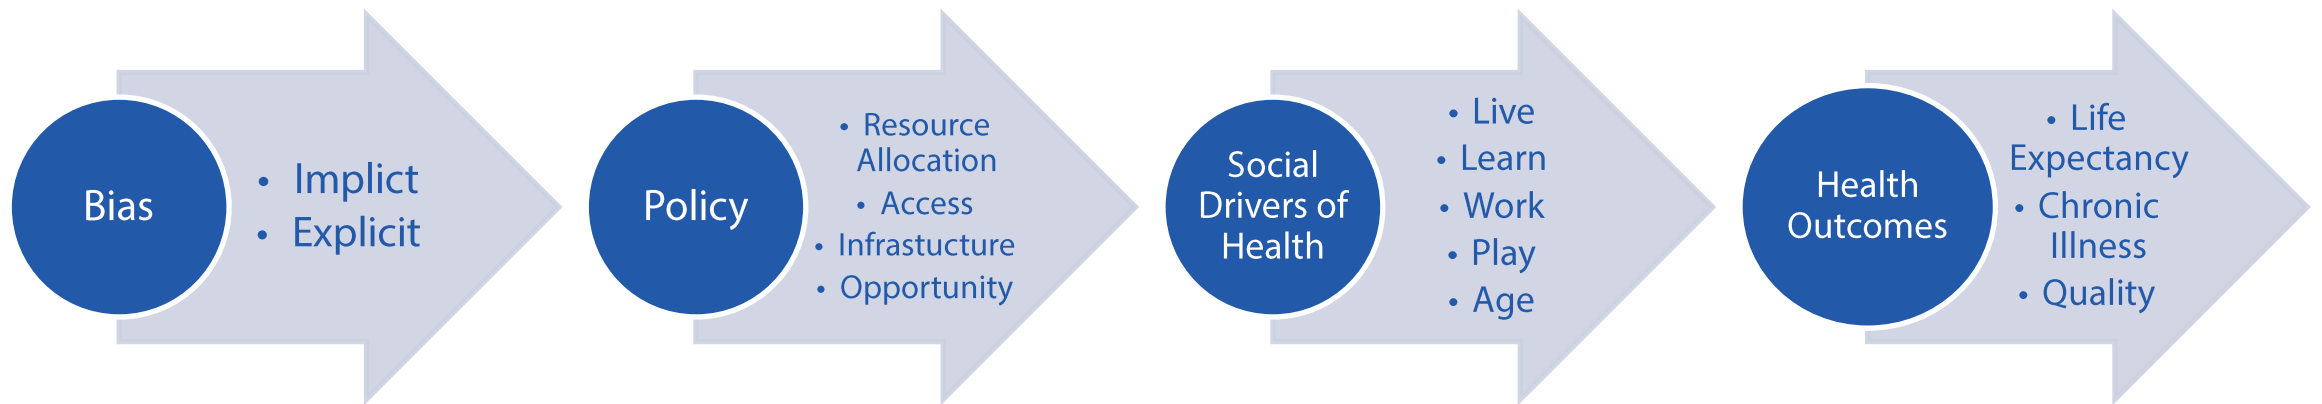 Bias
• Implict
• Explicit
Policy
• Resource
Allocation
• Access
• Infrastucture
• Opportunity
Social
Drivers of
Health
• Live
• Learn
• Work
• Play
• Age
Health
Outcomes
• Life
Expectancy
• Chronic
Illness
• Quality